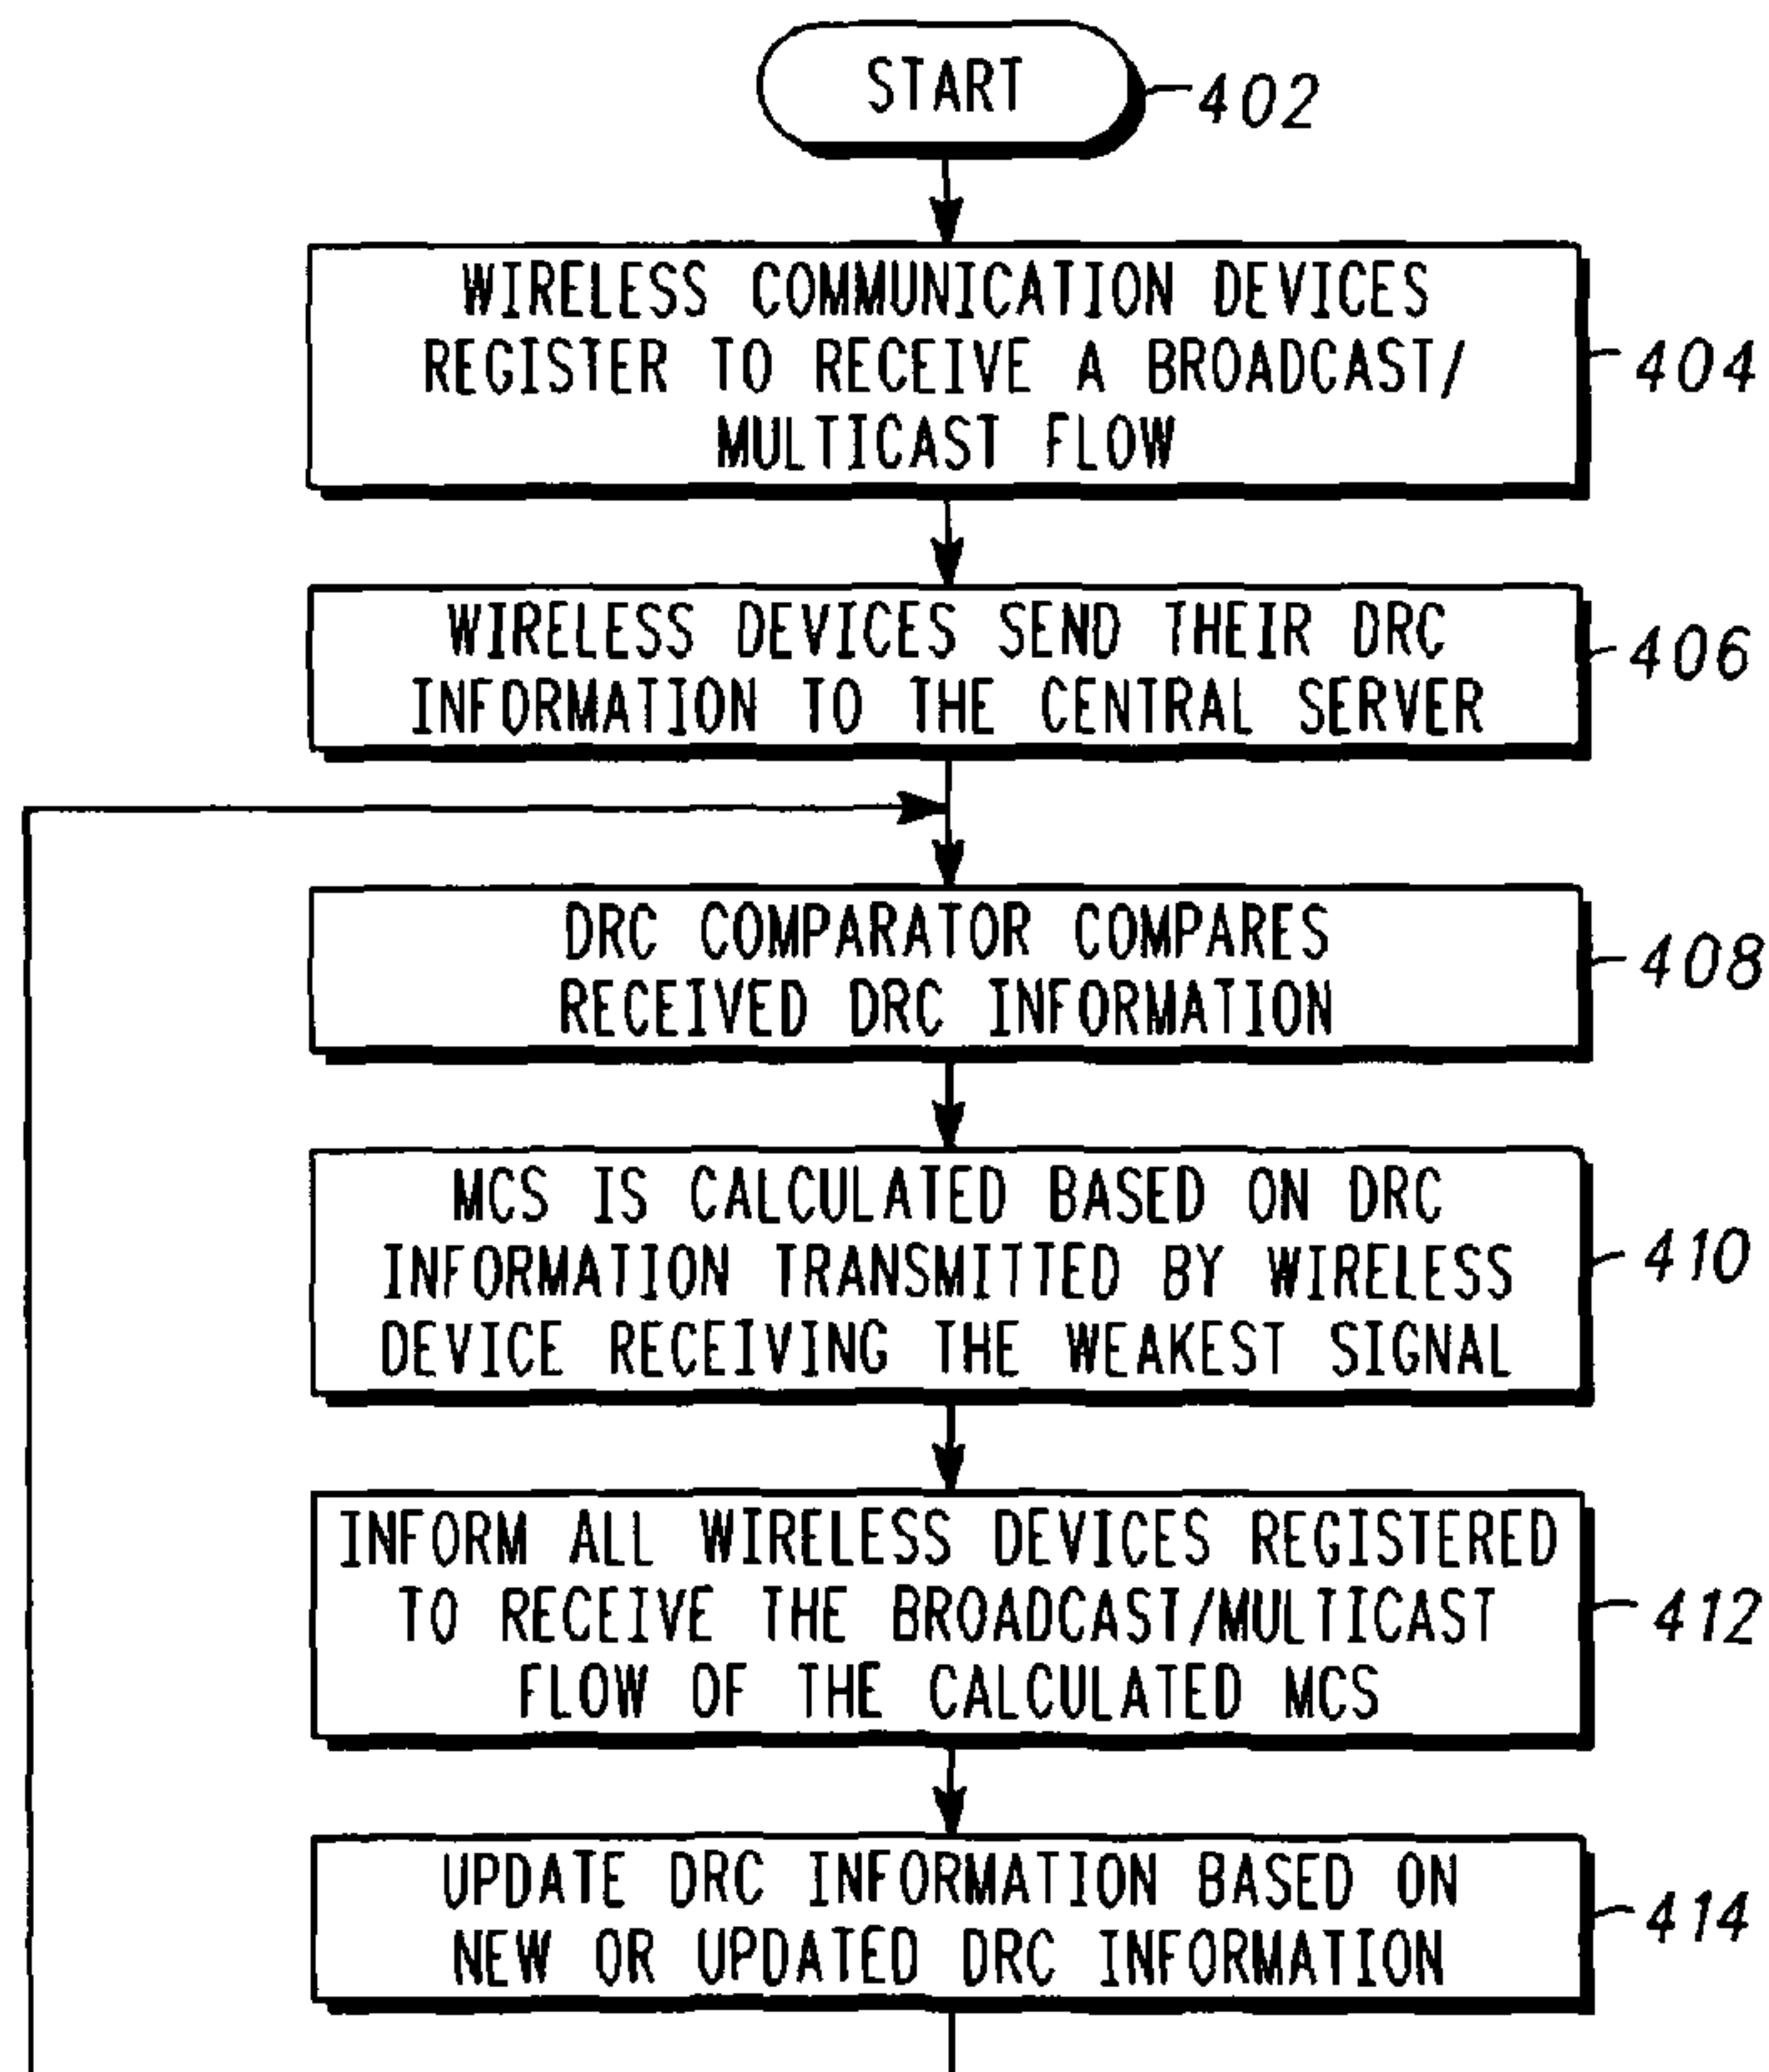 START
402
WIRELESS COMMUNICATION DEVICES
REGISTER TO RECEIVE A BROADCAST/
MULTICAST FLOW
404
WIRELESS DEVICES SEND THEIR DRC
INFORMATION TO THE CENTRAL SERVER
406
DRC COMPARATOR COMPARES
RECEIVED DRC INFORMATION
408
MCS IS CALCULATED BASED ON DRC
INFORMATION TRANSMITTED BY WIRELESS
DEVICE RECEIVING THE WEAKEST SIGNAL
410
INFORM ALL WIRELESS DEVICES REGISTERED
TO RECEIVE THE BROADCAST/MULTICAST
FLOW OF THE CALCULATED MCS
412
UPDATE DRC INFORMATION BASED ON
NEW OR UPDATED DRC INFORMATION
414